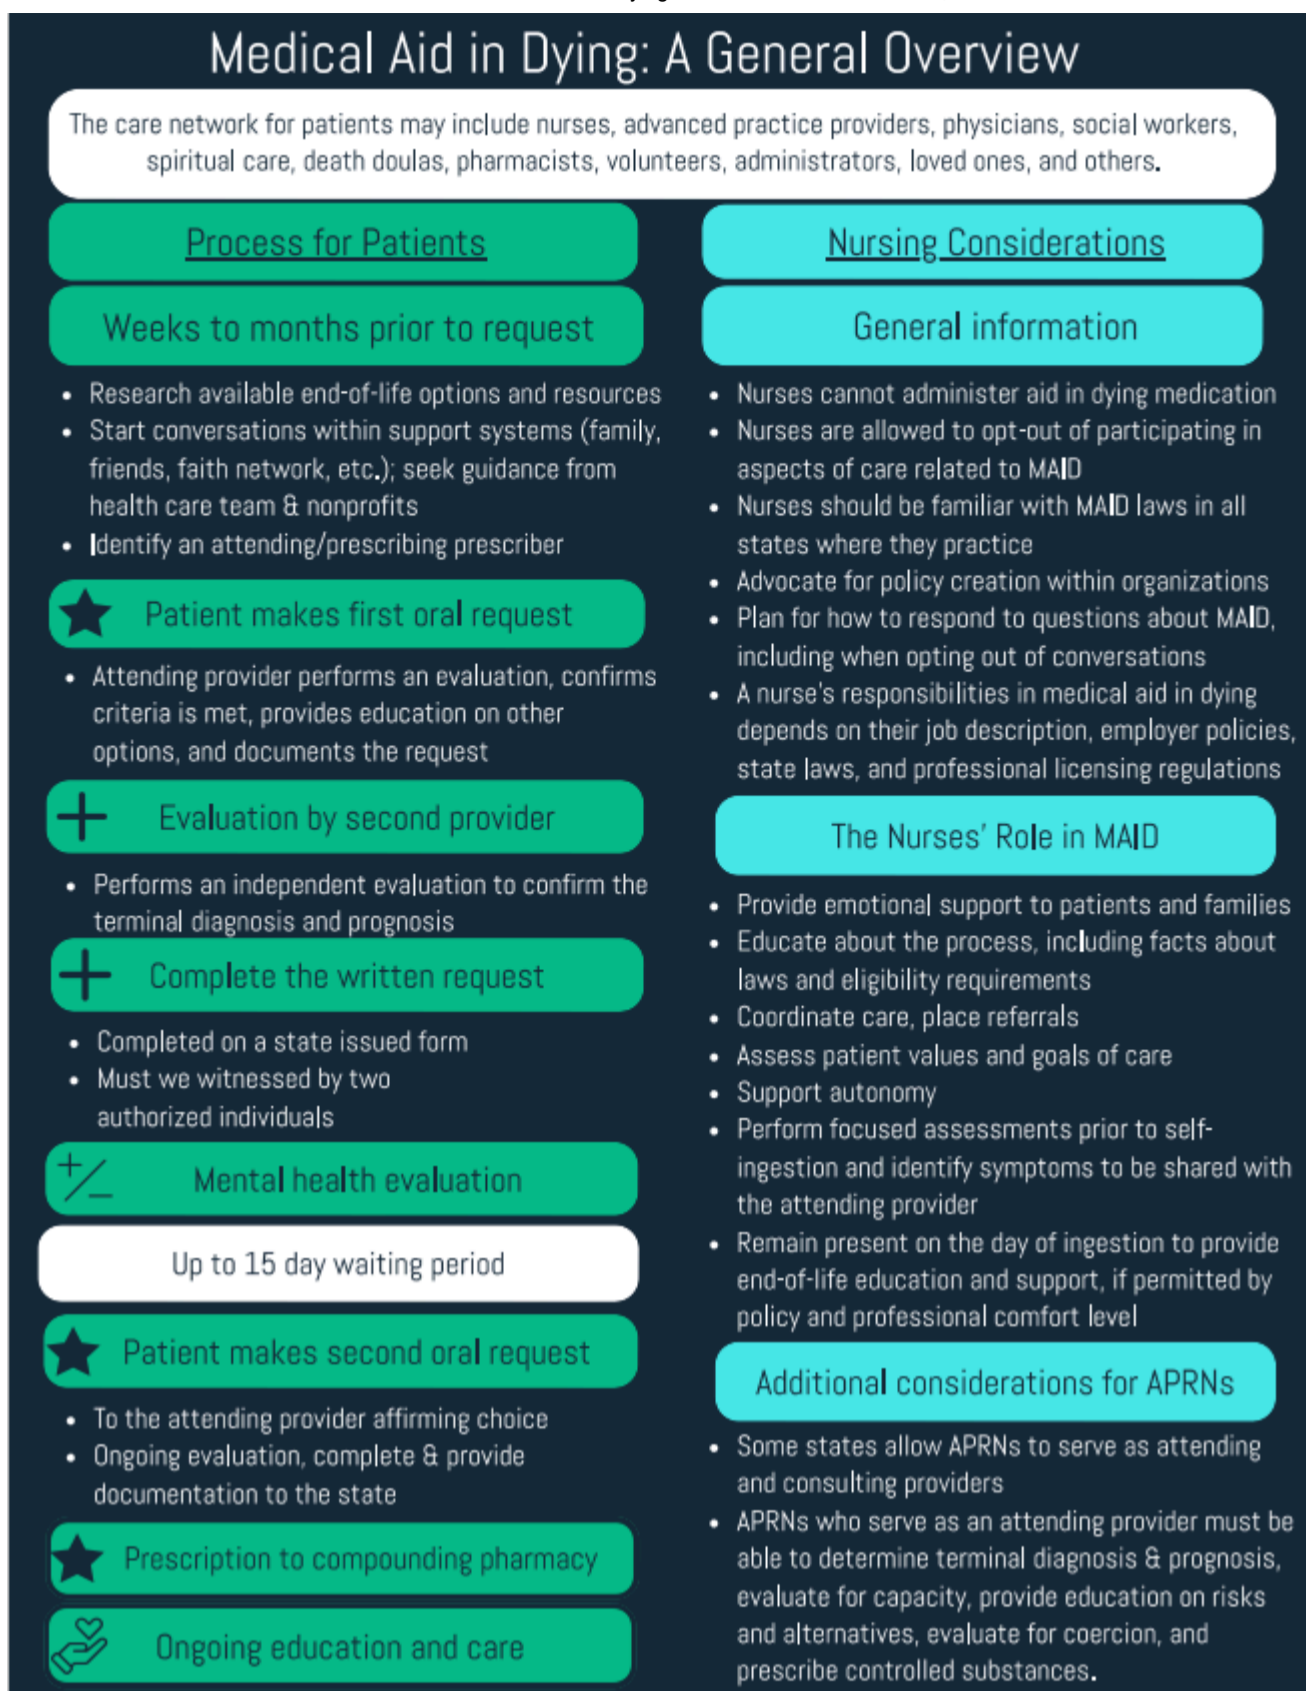 Medical Aid in Dying: A General Overview
The care network for patients may include nurses, advanced practice providers, physicians, social workers,
spiritual care, death doulas, pharmacists, volunteers, administrators, loved ones, and others.
Process for Patients
Weeks to months prior to request
• Research available end-of-life options and resources
• Start conversations within support systems (family,
friends, faith network, etc.); seek guidance from
health care team & nonprofits
• Identify an attending/prescribing prescriber
Patient makes first oral request
• Attending provider performs an evaluation, confirms
criteria is met, provides education on other
options, and documents the request
Evaluation by second provider
• Performs an independent evaluation to confirm the
terminal diagnosis and prognosis
Complete the written request
• Completed on a state issued form
• Must we witnessed by two
authorized individuals
Mental health evaluation
Up to 15 day waiting period
Patient makes second oral request
• To the attending provider affirming choice
• Ongoing evaluation, complete & provide
documentation to the state
Prescription to compounding pharmacy
Ongoing education and care
Nursing Considerations
General information
• Nurses cannot administer aid in dying medication
• Nurses are allowed to opt-out of participating in
aspects of care related to MAID
• Nurses should be familiar with MAID laws in all
states where they practice
• Advocate for policy creation within organizations
• Plan for how to respond to questions about MAID,
including when opting out of conversations
• A nurse's responsibilities in medical aid in dying
depends on their job description, employer policies,
state laws, and professional licensing regulations
The Nurses' Role in MAID
• Provide emotional support to patients and families
• Educate about the process, including facts about
laws and eligibility requirements
• Coordinate care, place referrals
• Assess patient values and goals of care
• Support autonomy
• Perform focused assessments prior to self-
ingestion and identify symptoms to be shared with
the attending provider
• Remain present on the day of ingestion to provide
end-of-life education and support, if permitted by
policy and professional comfort level
Additional considerations for APRNs
• Some states allow APRNs to serve as attending
and consulting providers
• APRNs who serve as an attending provider must be
able to determine terminal diagnosis & prognosis,
evaluate for capacity, provide education on risks
and alternatives, evaluate for coercion, and
prescribe controlled substances.